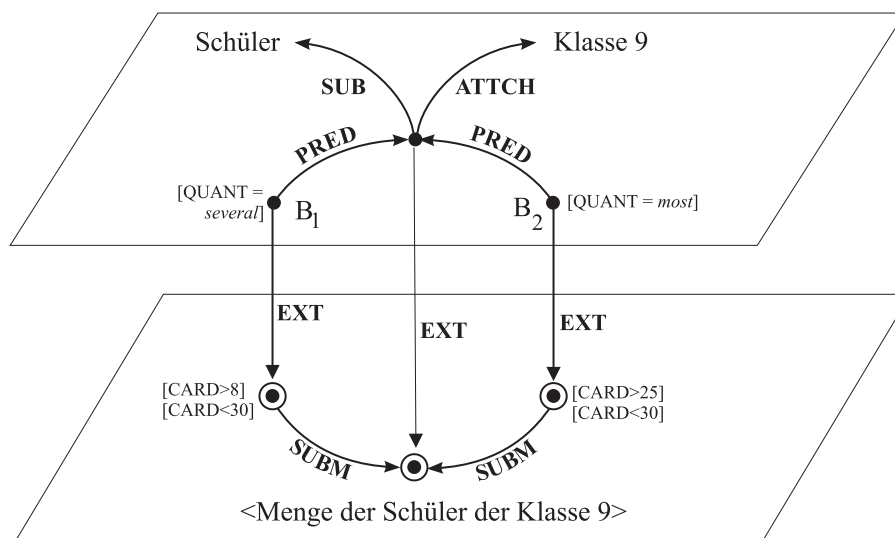 Schüler
Klasse 9
SUB
ATTCH
PRED
PRED
[QUANT =
several]
B1
B2
[QUANT = most]
EXT
EXT
EXT
[CARD>8]
[CARD<30]
[CARD>25]
[CARD<30]
SUBM
SUBM
<Menge der Schüler der Klasse 9>